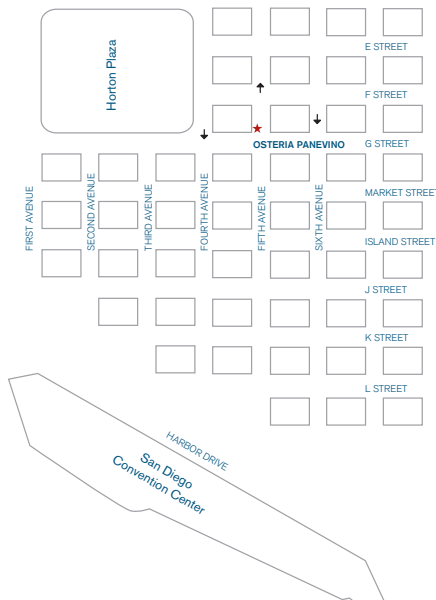 Horton Plaza
E STREET
F STREET
OSTERIA PANEVINO
G STREET
FIRST AVENUE
SECOND AVENUE
THIRD AVENUE
FOURTH AVENUE
FIFTH AVENUE
SIXTH AVENUE
MARKET STREE
ISLAND STREET
J STREET
K STREET
L STREET
HARBOR DRIVE
San Diego
Convention Center